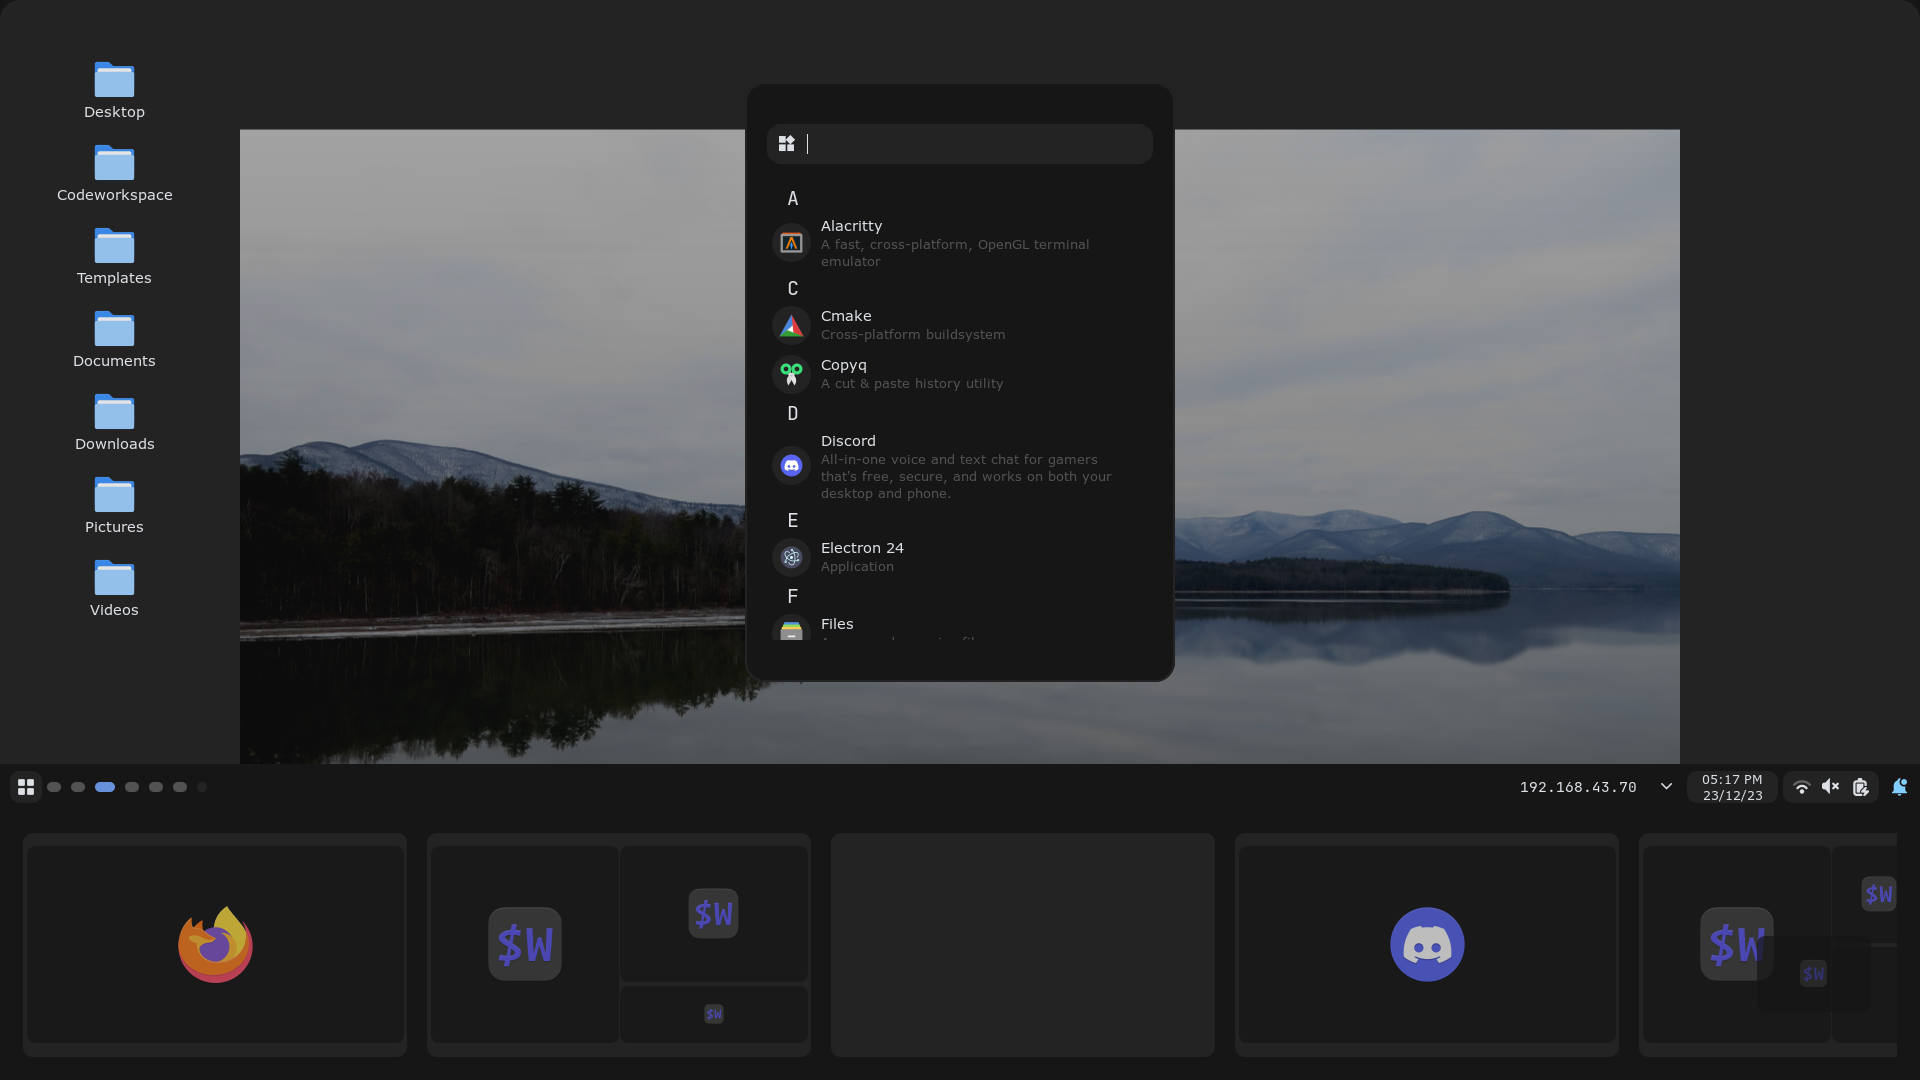 Desktop
Codeworkspace
Templates
Documents
Downloads
Pictures
Videos
A
Alacritty
A fast, cross-platform, OpenGL terminal
emulator
C
Cmake
Cross-platform buildsystem
Copyq
A cut & paste history utility
D
Discord
All-in-one voice and text chat for gamers
that's free, secure, and works on both your
desktop and phone.
E
Electron 24
Application
F
Files
192.168.43.70
05:17 PM
23/12/23
$W
$W
$W
$W
$W
$W